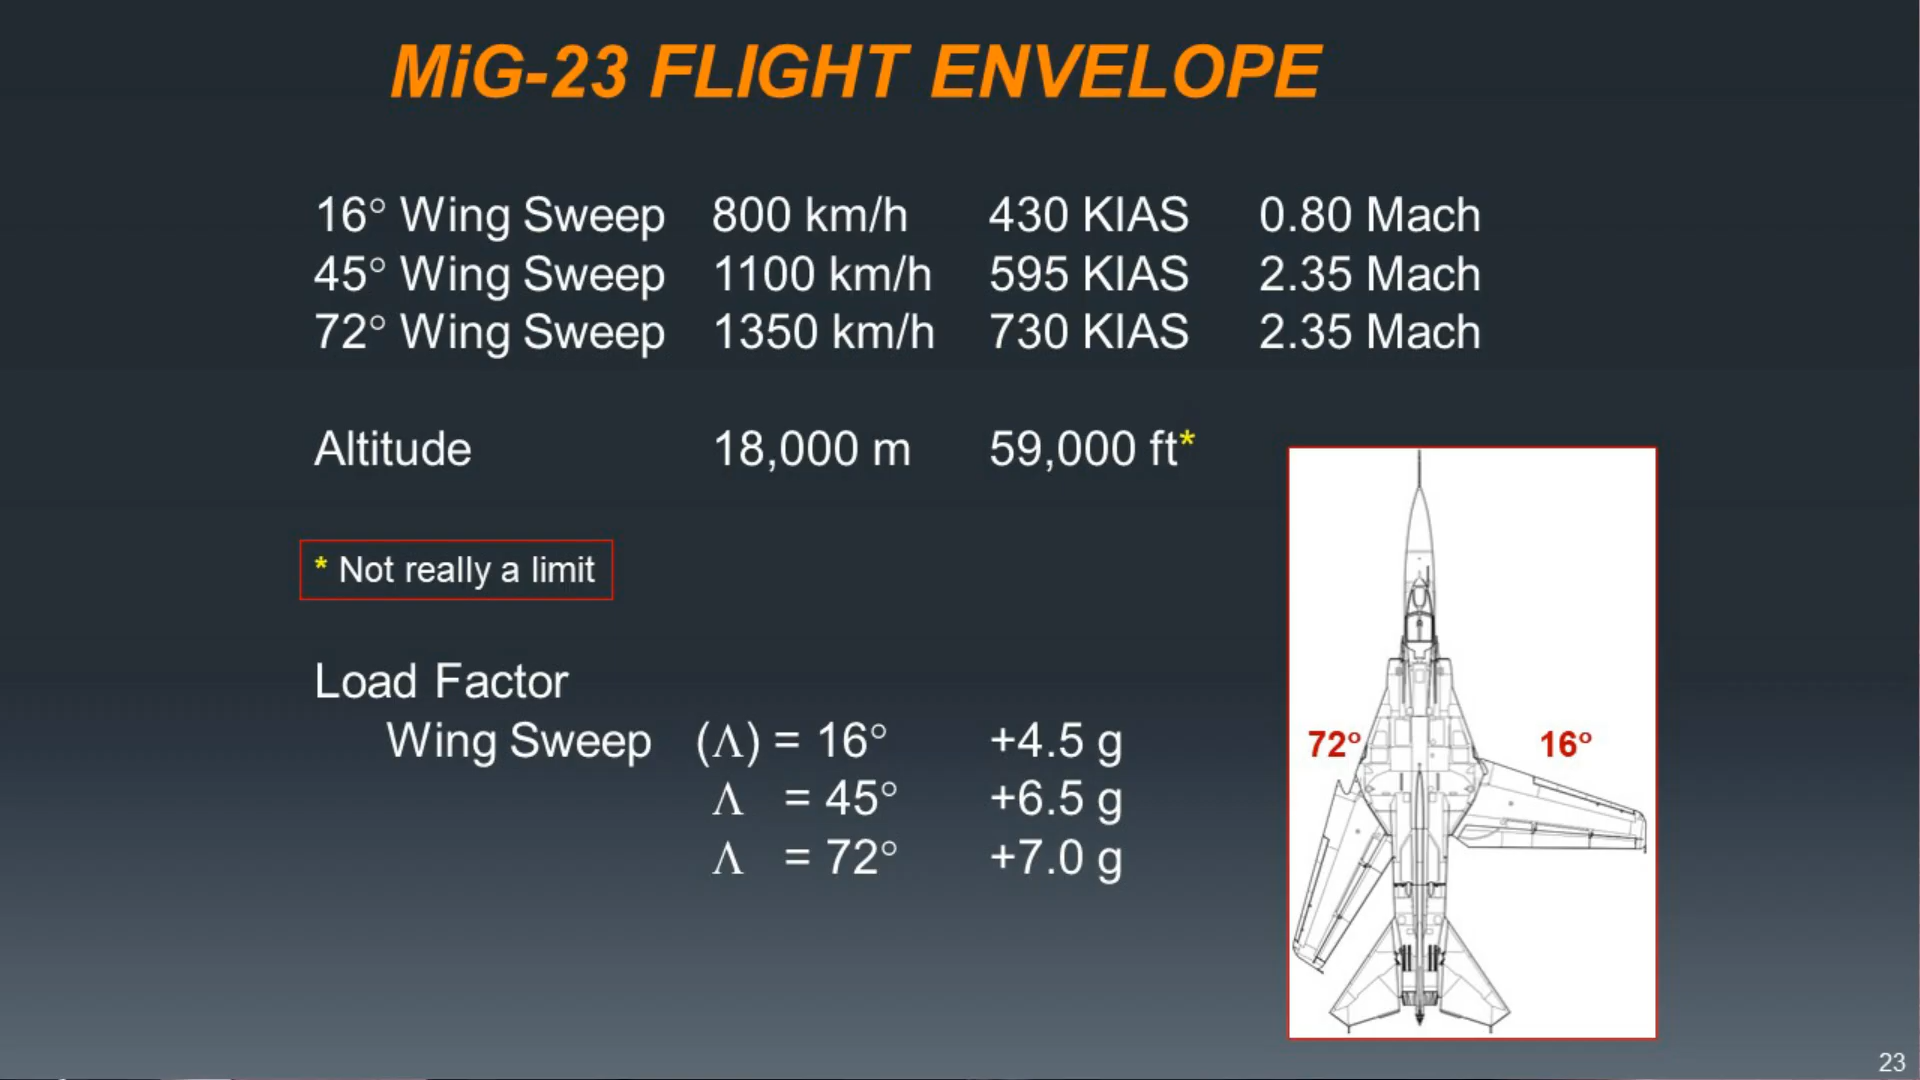 MiG-23 FLIGHT ENVELOPE
16° Wing Sweep 800 km/h 430 KIAS 0.80 Mach
45° Wing Sweep 1100 km/h 595 KIAS 2.35 Mach
72° Wing Sweep 1350 km/h 730 KIAS 2.35 Mach
Altitude 18,000 m 59,000 ft*
* Not really a limit
Load Factor
Wing Sweep (Λ) = 16° +4.5 g
Λ = 45° +6.5 g
Λ = 72° +7.0 g
72° 16°
23